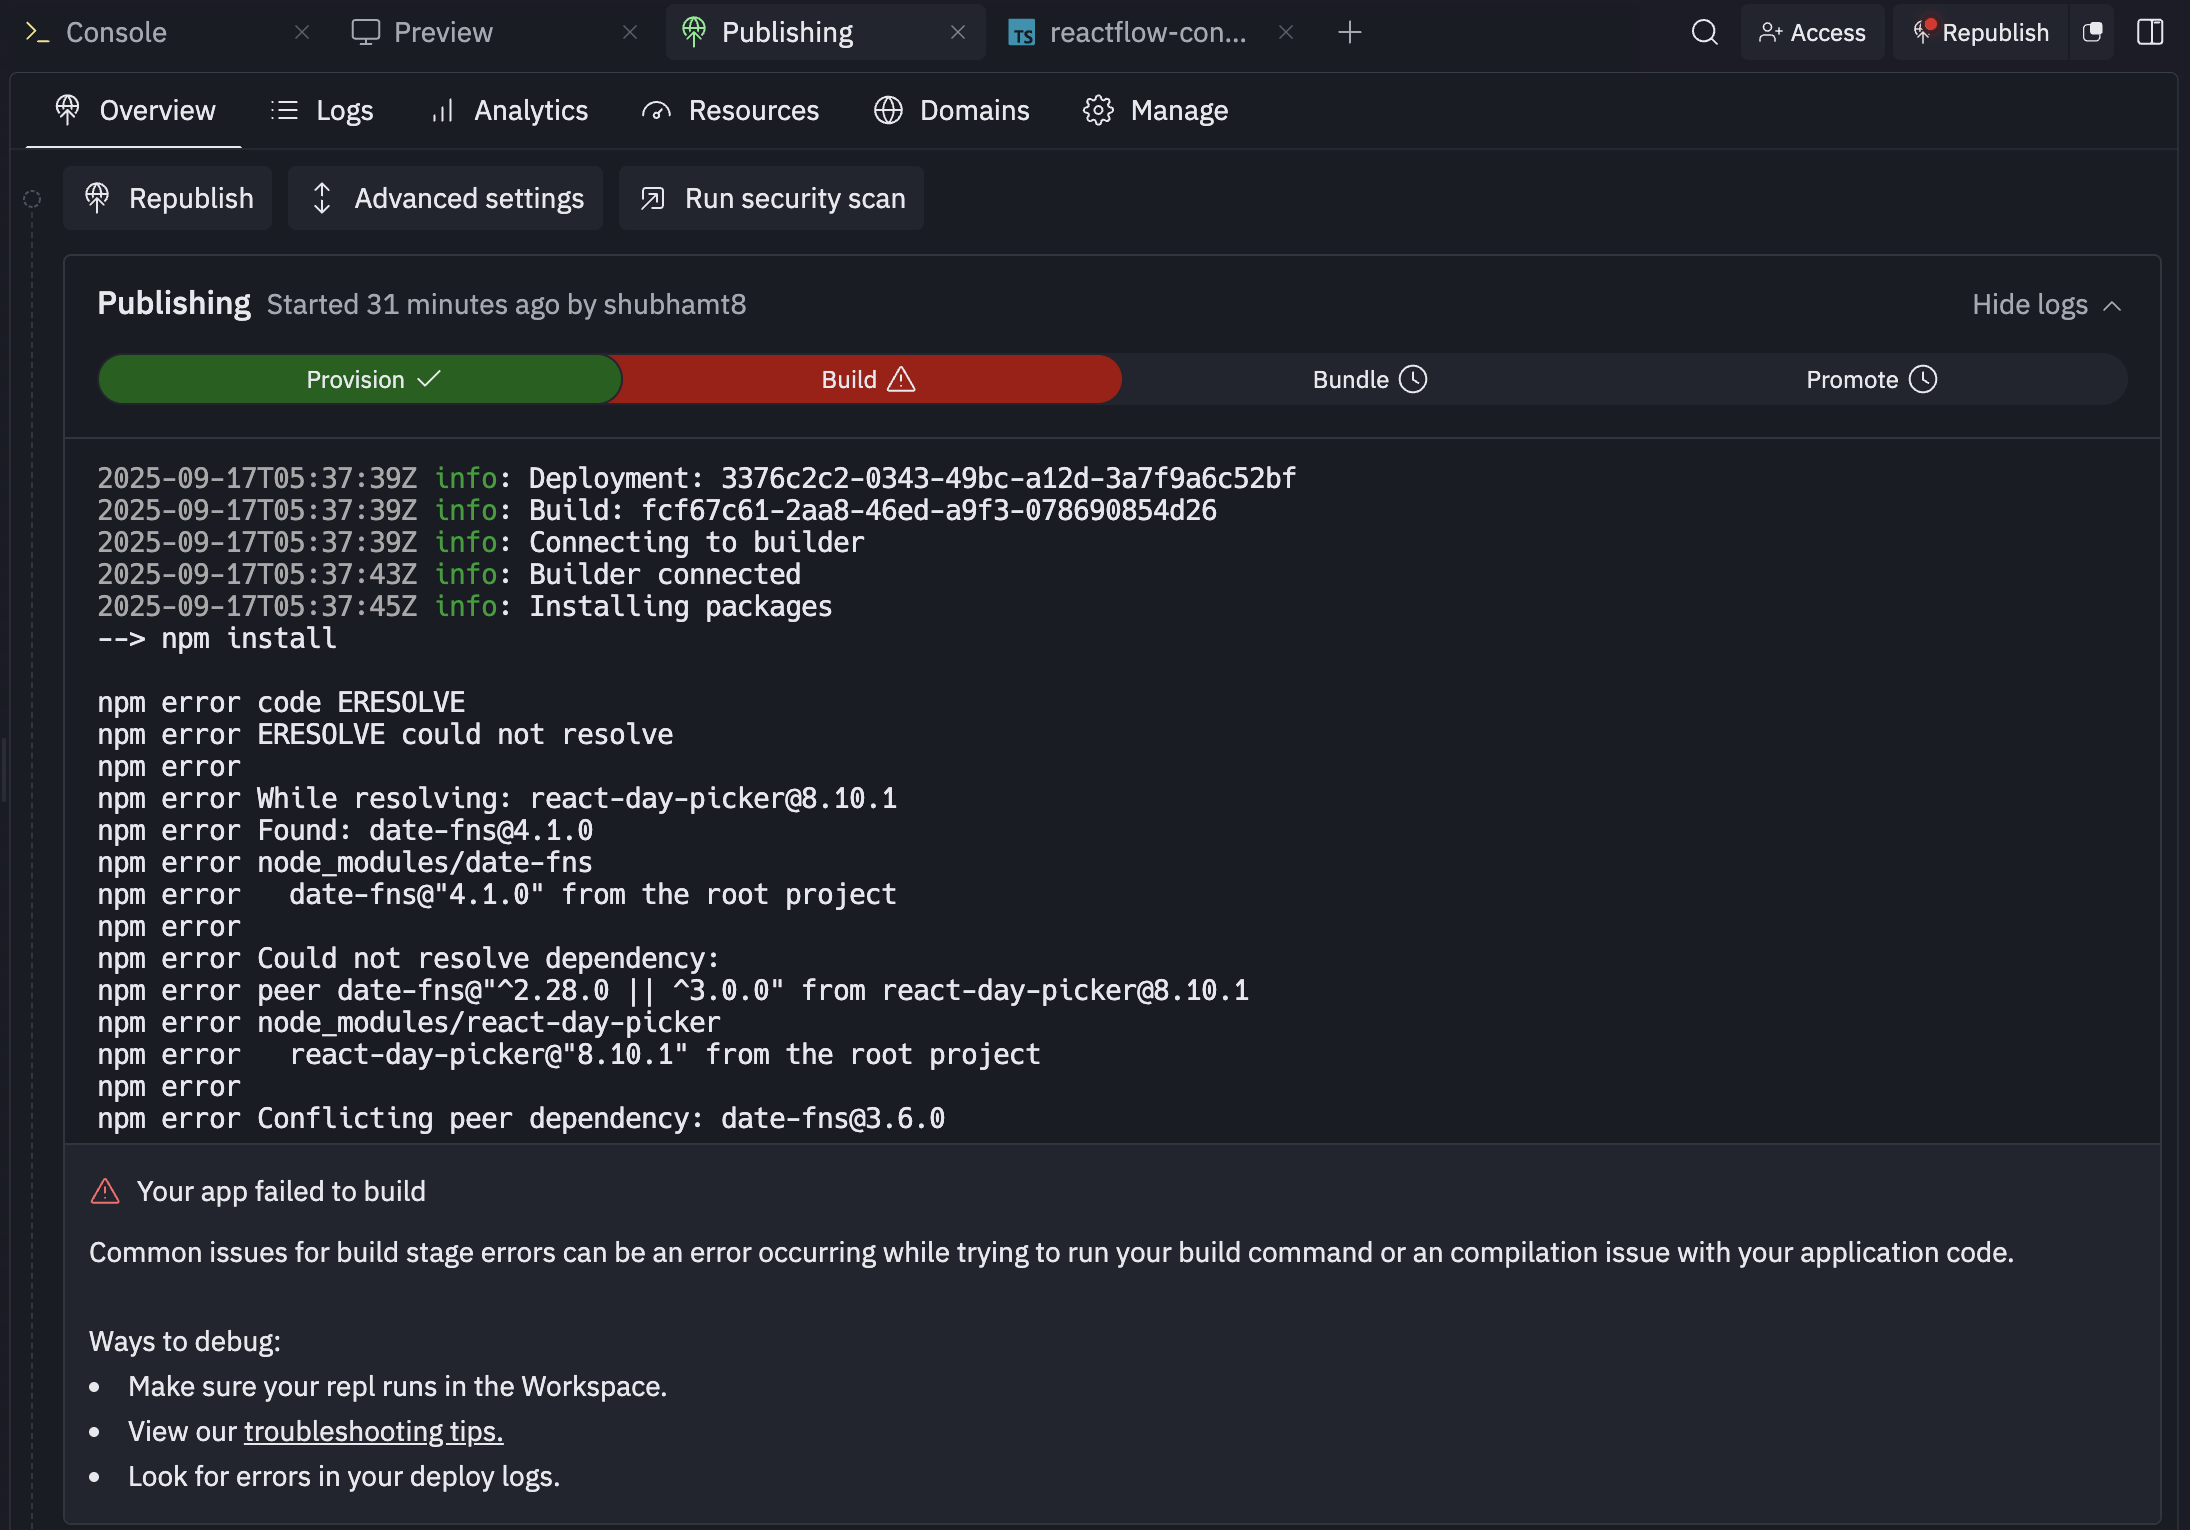 Console
Preview
Publishing
TS reactflow-con...
Access
Republish
Overview
Logs
Analytics
Resources
Domains
Manage
Republish
Advanced settings
Run security scan
Publishing Started 31 minutes ago by shubhamt8
Hide logs
Provision
Build
Bundle
Promote
2025-09-17T05:37:39Z info: Deployment: 3376c2c2-0343-49bc-a12d-3a7f9a6c52bf
2025-09-17T05:37:39Z info: Build: fcf67c61-2aa8-46ed-a9f3-078690854d26
2025-09-17T05:37:39Z info: Connecting to builder
2025-09-17T05:37:43Z info: Builder connected
2025-09-17T05:37:45Z info: Installing packages
--> npm install
npm error code ERESOLVE
npm error ERESOLVE could not resolve
npm error
npm error While resolving: react-day-picker@8.10.1
npm error Found: date-fns@4.1.0
npm error node_modules/date-fns
npm error   date-fns@"4.1.0" from the root project
npm error
npm error Could not resolve dependency:
npm error peer date-fns@"^2.28.0 || ^3.0.0" from react-day-picker@8.10.1
npm error node_modules/react-day-picker
npm error   react-day-picker@"8.10.1" from the root project
npm error
npm error Conflicting peer dependency: date-fns@3.6.0
Your app failed to build
Common issues for build stage errors can be an error occurring while trying to run your build command or an compilation issue with your application code.
Ways to debug:
• Make sure your repl runs in the Workspace.
• View our troubleshooting tips.
• Look for errors in your deploy logs.